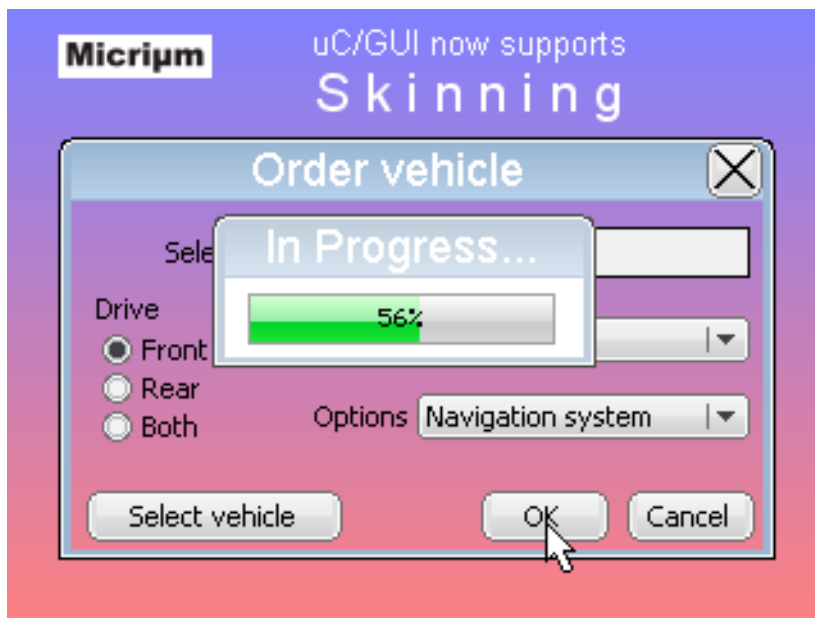 Micriµm
uC/GUI now supports
Skinning
Order vehicle
In Progress...
56%
Drive
Front
Rear
Both
Options Navigation system
Select vehicle OK Cancel